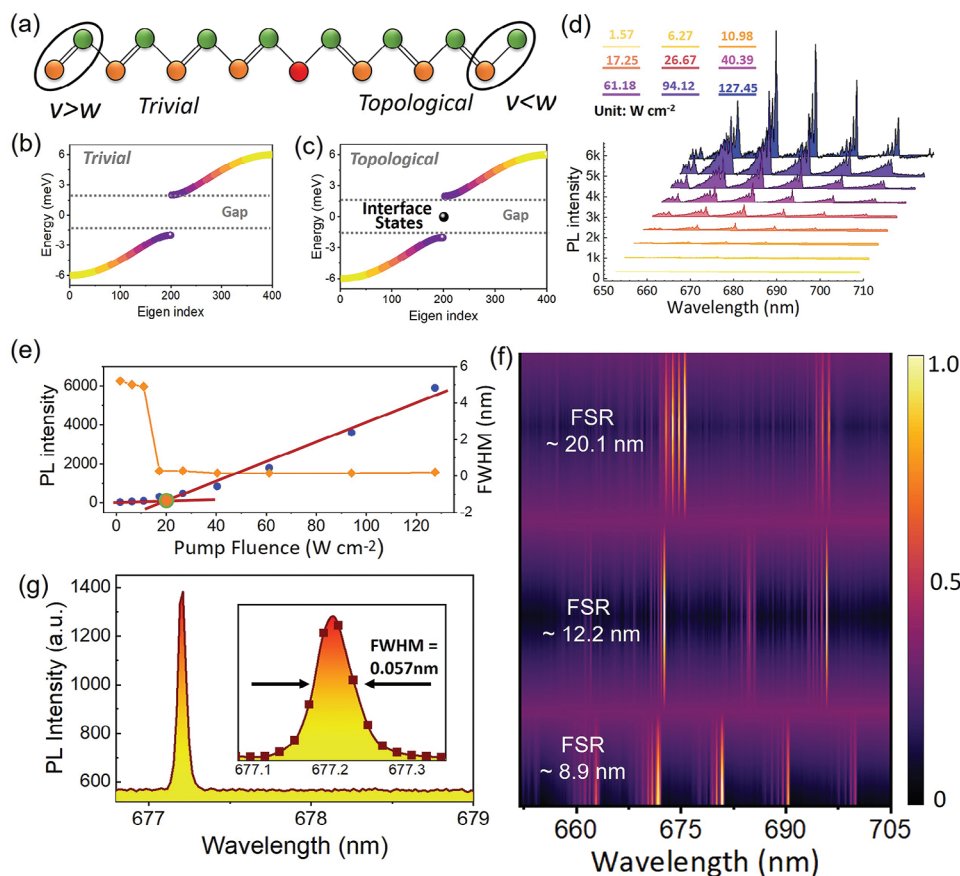 (a)
v>w
Trivial
Topological
v<w
(b)
Trivial
Gap
Energy (meV)
6
3
0
-3
-6
0 100 200 300 400
Eigen index
(c)
Topological
Interface
States
Gap
Energy (meV)
6
3
0
-3
-6
0 100 200 300 400
Eigen index
(d)
1.57 6.27 10.98
17.25 26.67 40.39
61.18 94.12 127.45
Unit: W cm-2
PL intensity
6k
5k
4k
3k
2k
1k
0
650 660 670 680 690 700 710
Wavelength (nm)
(e)
PL intensity
6000
4000
2000
0
FWHM (nm)
6
4
2
0
-2
0 20 40 60 80 100 120
Pump Fluence (W cm-2)
(f)
FSR
~ 20.1 nm
FSR
~ 12.2 nm
FSR
~ 8.9 nm
1.0
0.5
0
660 675 690 705
Wavelength (nm)
(g)
PL Intensity (a.u.)
1400
1200
1000
800
600
FWHM =
0.057nm
677.1 677.2 677.3
677 678 679
Wavelength (nm)